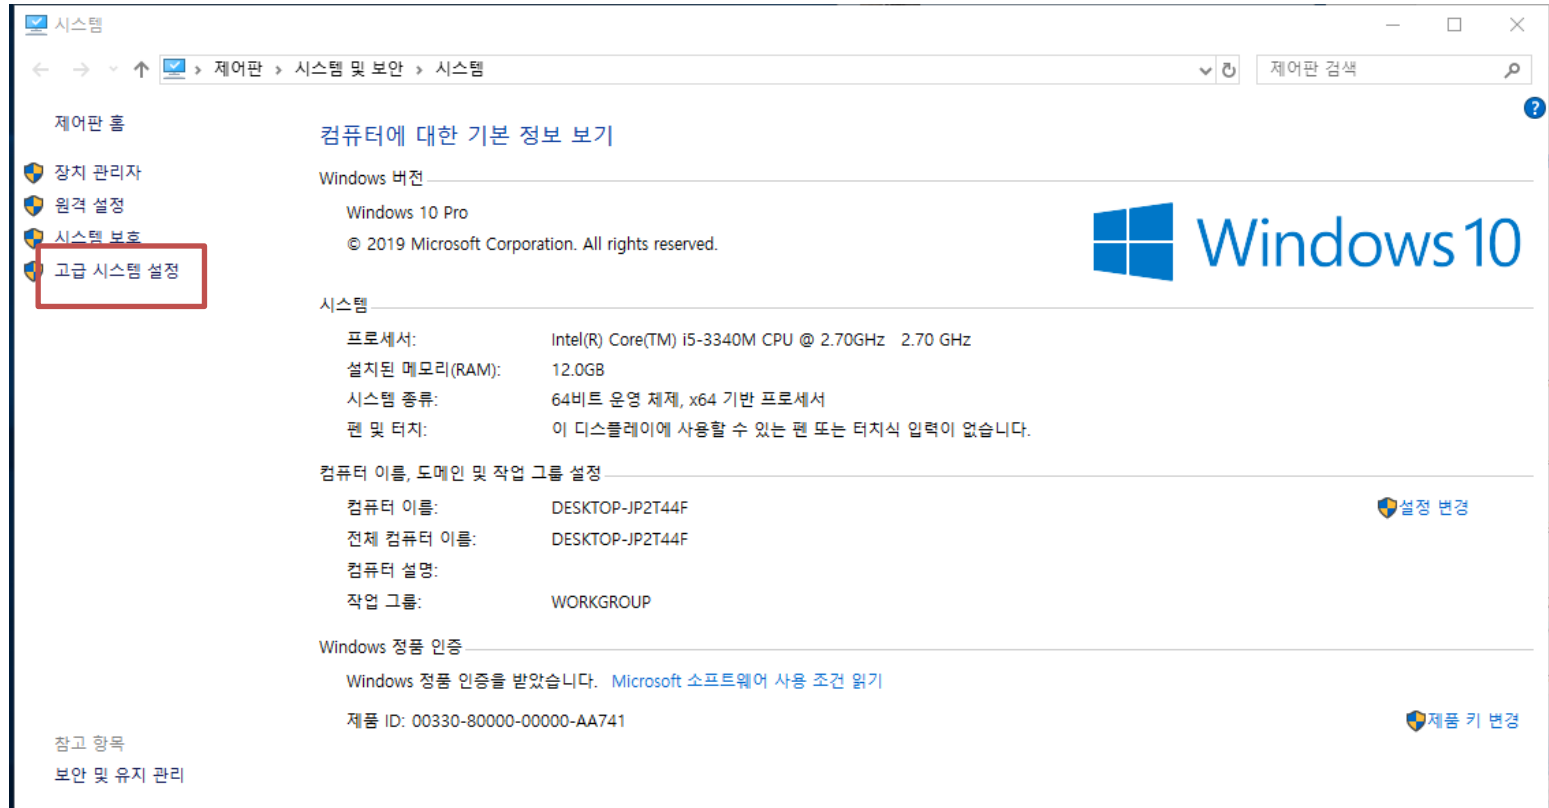 시스템
제어판 › 시스템 및 보안 › 시스템
제어판 검색
제어판 홈
장치 관리자
원격 설정
시스템 보호
고급 시스템 설정
컴퓨터에 대한 기본 정보 보기
Windows 버전
Windows 10 Pro
© 2019 Microsoft Corporation. All rights reserved.
Windows 10
시스템
프로세서: Intel(R) Core(TM) i5-3340M CPU @ 2.70GHz 2.70 GHz
설치된 메모리(RAM): 12.0GB
시스템 종류: 64비트 운영 체제, x64 기반 프로세서
펜 및 터치: 이 디스플레이에 사용할 수 있는 펜 또는 터치식 입력이 없습니다.
컴퓨터 이름, 도메인 및 작업 그룹 설정
컴퓨터 이름: DESKTOP-JP2T44F 설정 변경
전체 컴퓨터 이름: DESKTOP-JP2T44F
컴퓨터 설명:
작업 그룹: WORKGROUP
Windows 정품 인증
Windows 정품 인증을 받았습니다. Microsoft 소프트웨어 사용 조건 읽기
제품 ID: 00330-80000-00000-AA741 제품 키 변경
참고 항목
보안 및 유지 관리